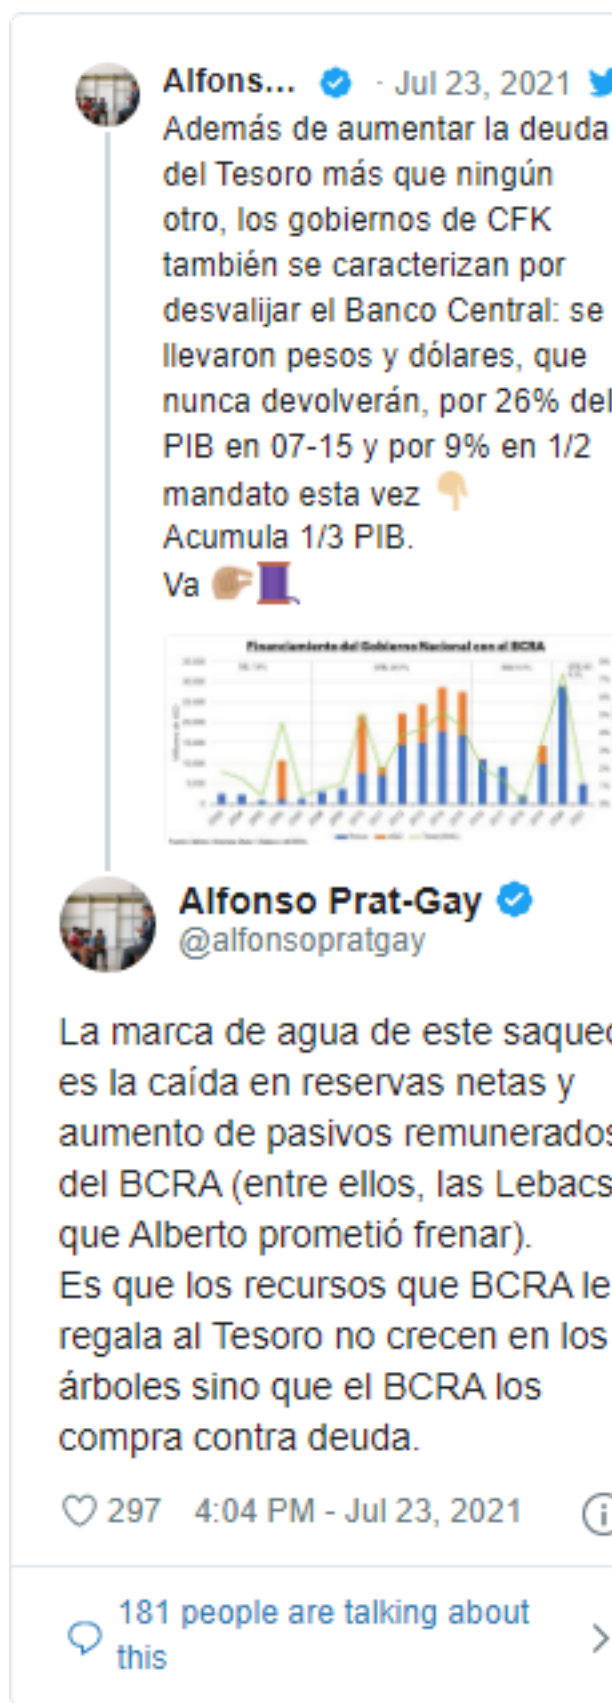 Alfons... · Jul 23, 2021
Además de aumentar la deuda
del Tesoro más que ningún
otro, los gobiernos de CFK
también se caracterizan por
desvalijar el Banco Central: se
llevaron pesos y dólares, que
nunca devolverán, por 26% del
PIB en 07-15 y por 9% en 1/2
mandato esta vez 👇🏼
Acumula 1/3 PIB.
Va 🤏🏽🧵
Financiamiento del Gobierno Nacional con el BCRA
Alfonso Prat-Gay
@alfonsopratgay
La marca de agua de este saqueo
es la caída en reservas netas y
aumento de pasivos remunerados
del BCRA (entre ellos, las Lebacs
que Alberto prometió frenar).
Es que los recursos que BCRA le
regala al Tesoro no crecen en los
árboles sino que el BCRA los
compra contra deuda.
297 4:04 PM - Jul 23, 2021
181 people are talking about
this